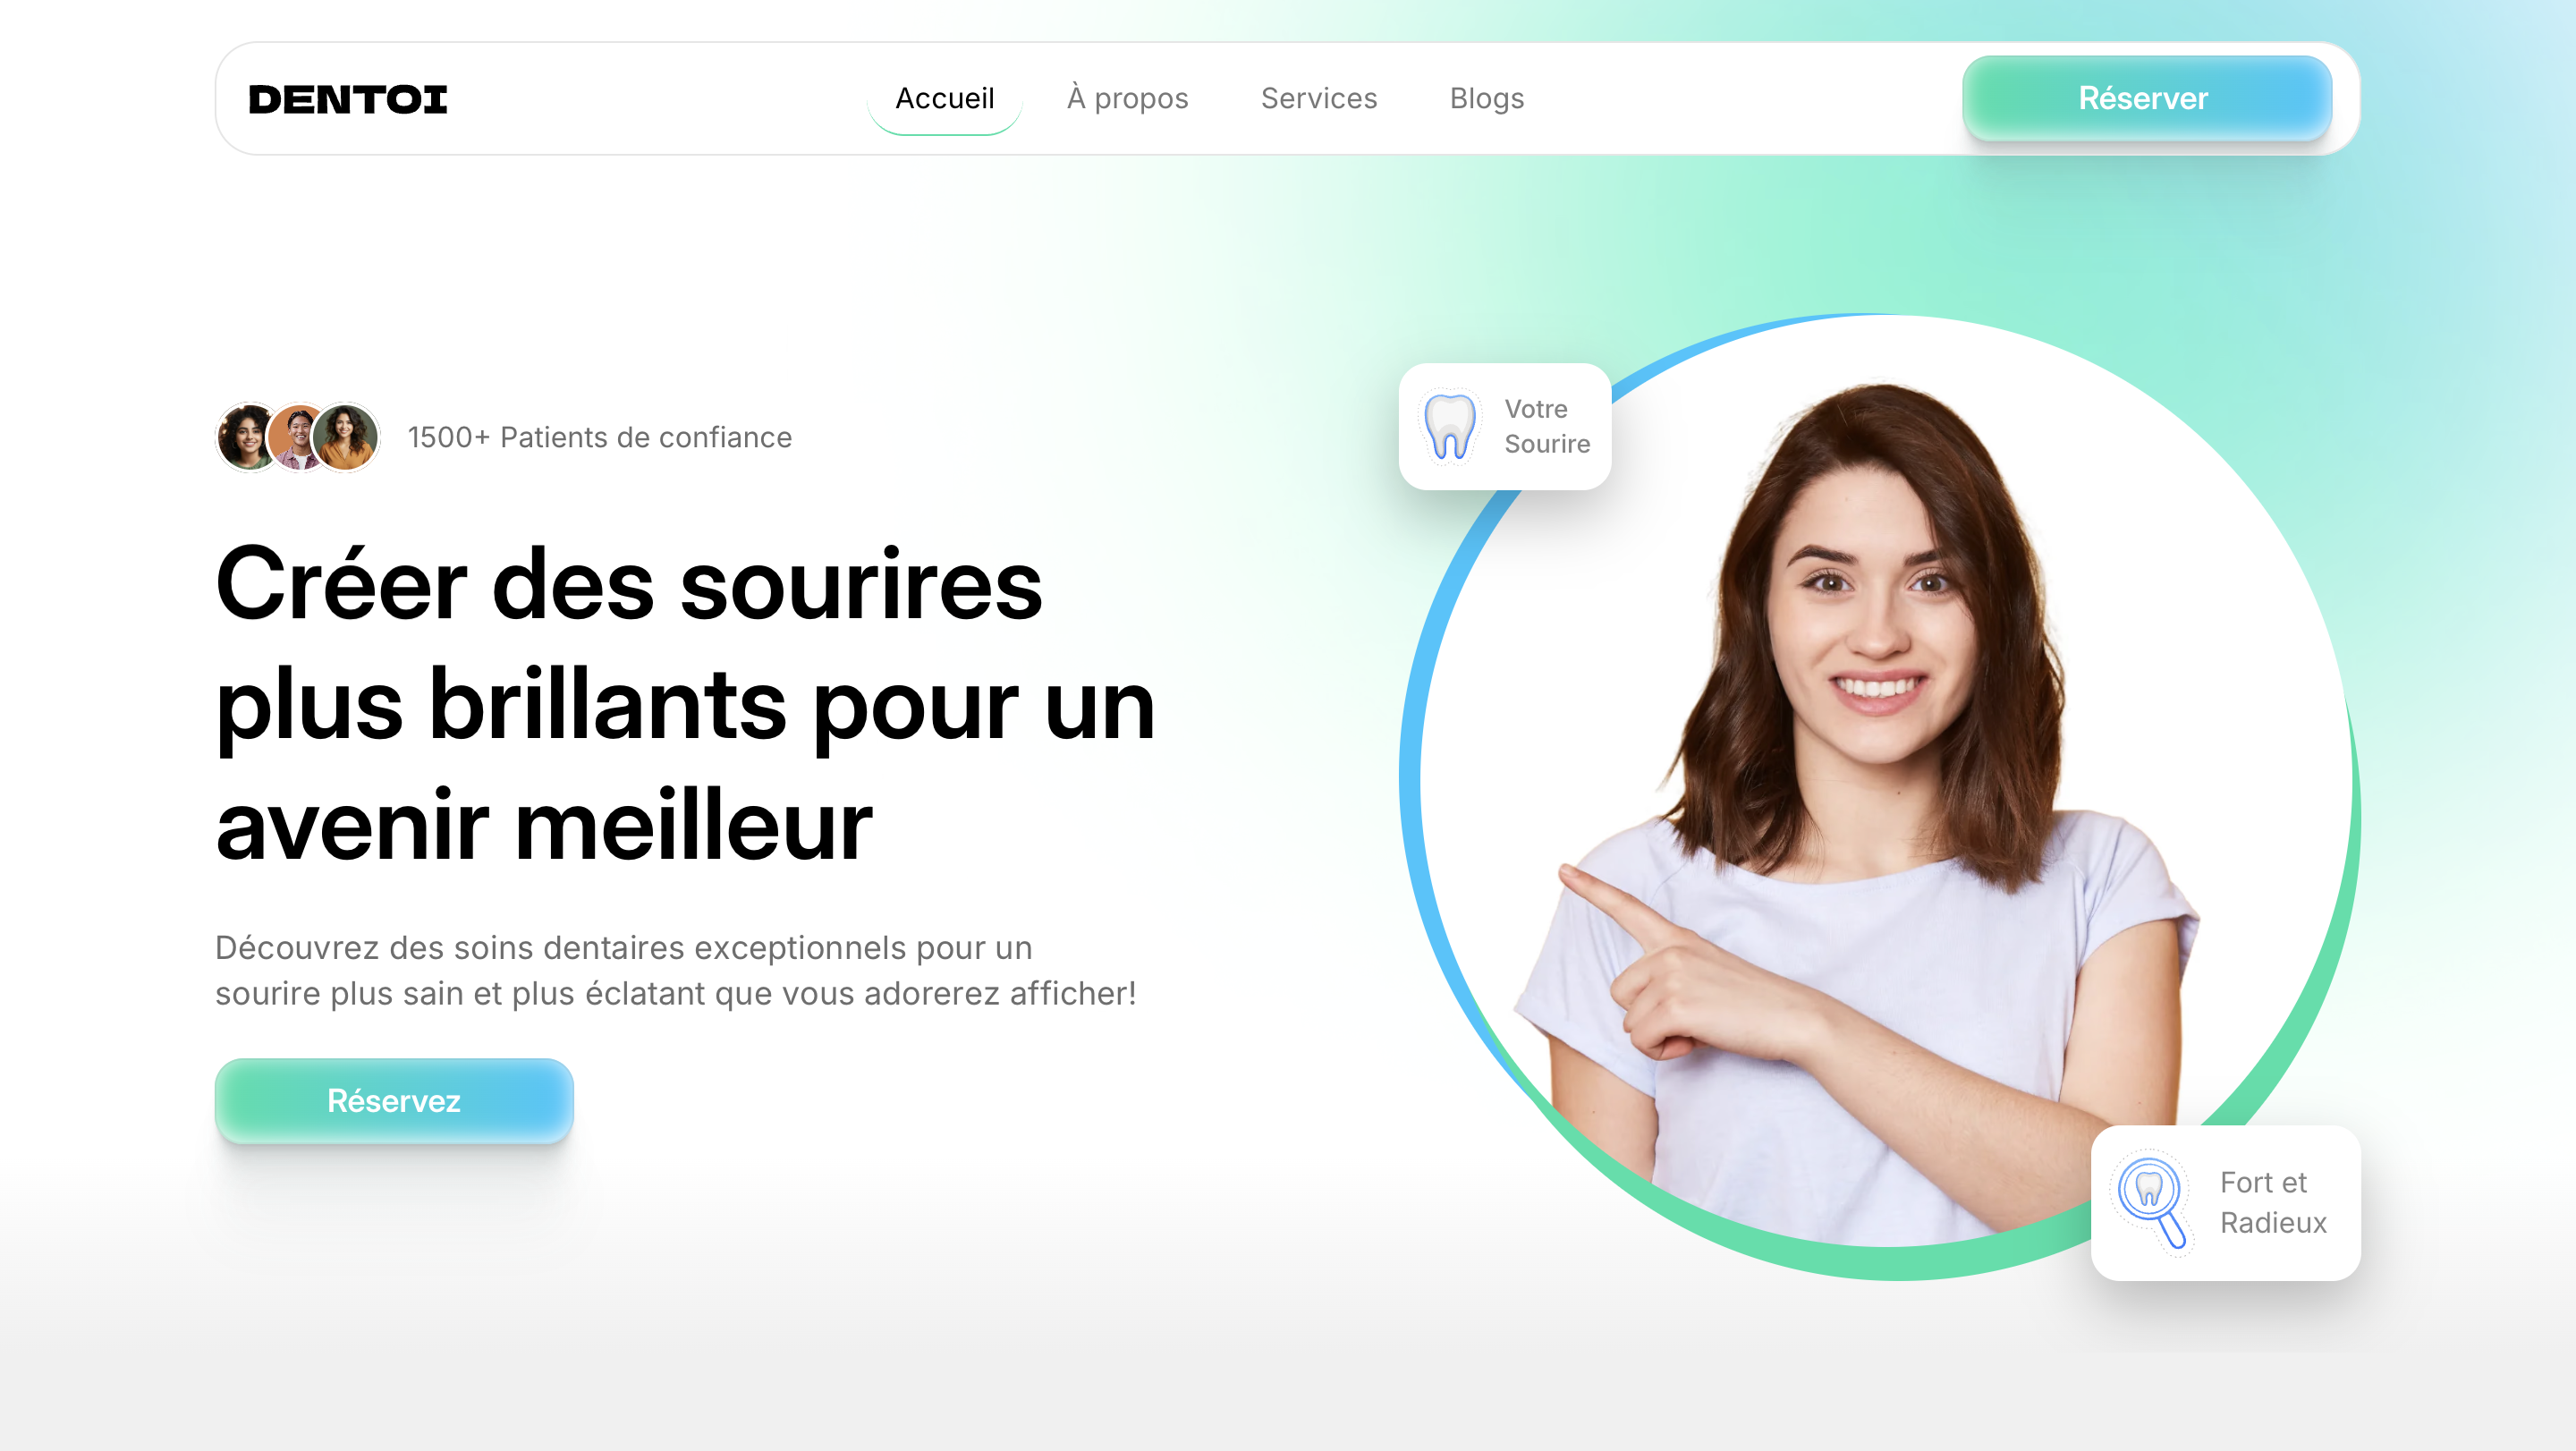 DENTOI
Accueil
À propos
Services
Blogs
Réserver
1500+ Patients de confiance
Créer des sourires
plus brillants pour un
avenir meilleur
Découvrez des soins dentaires exceptionnels pour un
sourire plus sain et plus éclatant que vous adorerez afficher!
Réservez
Votre
Sourire
Fort et
Radieux